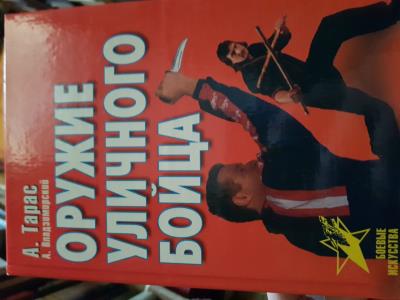 А. Тарас
А. Владзимирский
ОРУЖИЕ
УЛИЧНОГО
БОЙЦА
БОЕВЫЕ
ИСКУССТВА